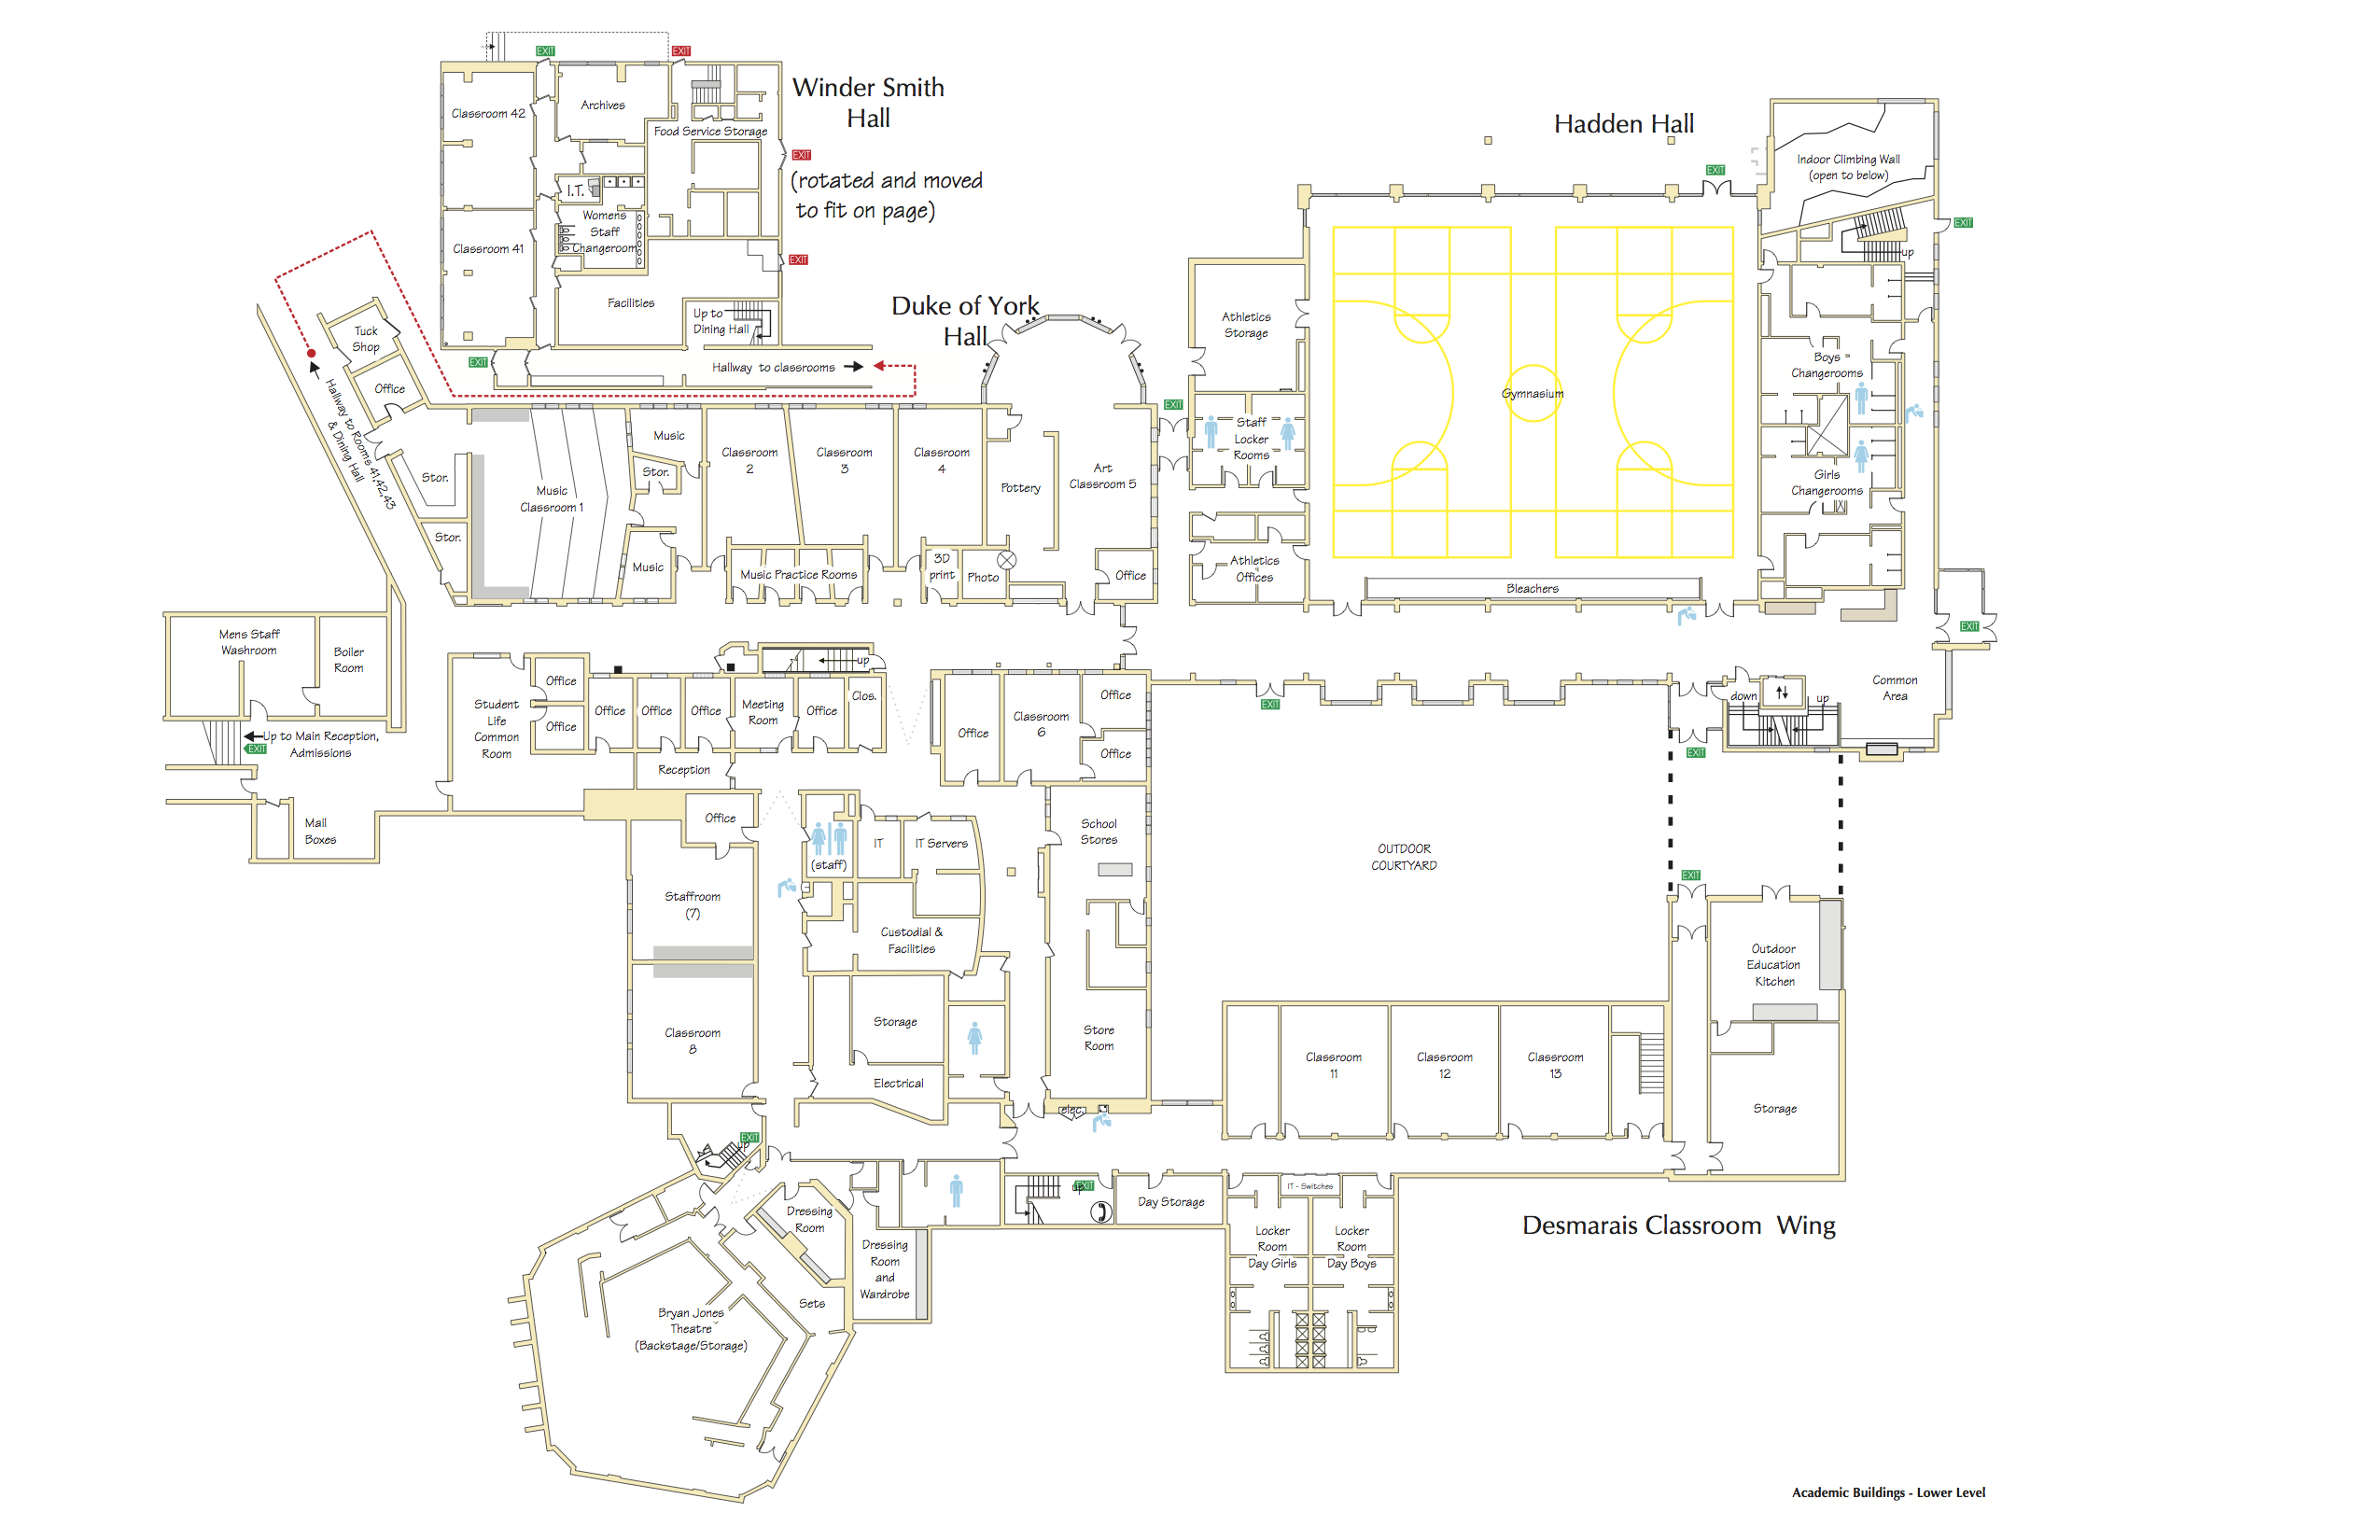 EXIT
EXIT
Winder Smith
Hall
Classroom 42
Archives
Food Service Storage
EXIT
(rotated and moved
to fit on page)
I.T.
Womens
Staff
Changeroom
Classroom 41
EXIT
Facilities
Up to
Dining Hall
EXIT
Hallway to classrooms
Hadden Hall
EXIT
Indoor Climbing Wall
(open to below)
EXIT
up
Duke of York
Hall
Tuck
Shop
Office
Hallway to Rooms 41,42,43
& Dining Hall
Stor.
Stor.
Music
Classroom 1
Music
Stor.
Music
Classroom
2
Classroom
3
Classroom
4
Music Practice Rooms
3D
print
Photo
Pottery
Art
Classroom 5
Office
EXIT
Athletics
Storage
Staff
Locker
Rooms
Athletics
Offices
Gymnasium
Bleachers
Boys
Changerooms
Girls
Changerooms
EXIT
Common
Area
down
up
EXIT
EXIT
Mens Staff
Washroom
Boiler
Room
Up to Main Reception,
Admissions
EXIT
Mail
Boxes
Student
Life
Common
Room
Office
Office
Office
Office
Office
Meeting
Room
Office
Clos.
up
Reception
Office
Classroom
6
Office
Office
Office
(staff)
IT
IT Servers
School
Stores
OUTDOOR
COURTYARD
Staffroom
(7)
Custodial &
Facilities
EXIT
Outdoor
Education
Kitchen
Classroom
8
Storage
Electrical
Store
Room
elec.
Classroom
11
Classroom
12
Classroom
13
Storage
EXIT
up
up
EXIT
Day Storage
IT - Switches
Dressing
Room
Dressing
Room
and
Wardrobe
Sets
Locker
Room
Day Girls
Locker
Room
Day Boys
Desmarais Classroom Wing
Bryan Jones
Theatre
(Backstage/Storage)
Academic Buildings - Lower Level